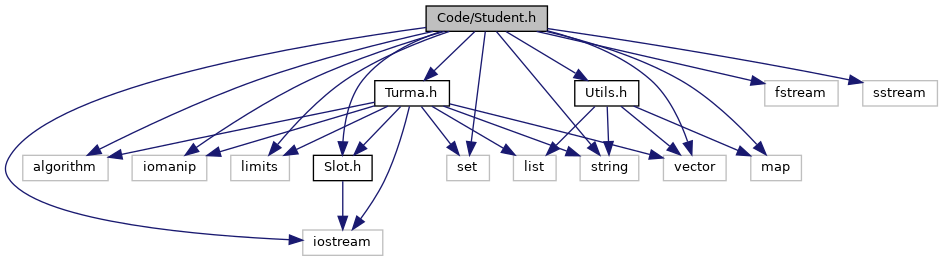 Code/Student.h
Turma.h
Utils.h
fstream
sstream
algorithm
iomanip
limits
Slot.h
set
list
string
vector
map
iostream